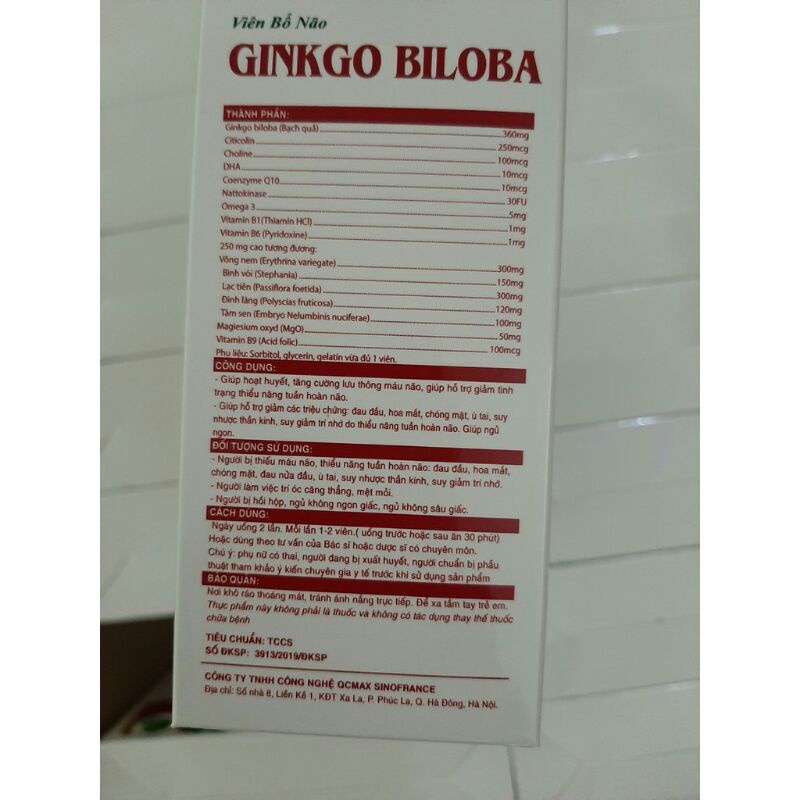 Viên Bổ Não
GINKGO BILOBA
THÀNH PHẦN:
Ginkgo biloba (Bạch quả) 360mg
Citicolin 250mcg
Choline 100mcg
DHA 10mcg
Coenzyme Q10 10mcg
Nattokinase 30FU
Omega 3 5mg
Vitamin B1(Thiamin HCl) 1mg
Vitamin B6 (Pyridoxine) 1mg
250 mg cao tương đương:
Vông nem (Erythrina variegate) 300mg
Bình vôi (Stephania) 150mg
Lạc tiên (Passiflora foetida) 300mg
Đinh lăng (Polyscias fruticosa) 120mg
Tâm sen (Embryo Nelumbinis nuciferae) 100mg
Magiesium oxyd (MgO) 50mg
Vitamin B9 (Acid folic) 100mcg
Phụ liệu: Sorbitol, glycerin, gelatin vừa đủ 1 viên.
CÔNG DỤNG:
- Giúp hoạt huyết, tăng cường lưu thông máu não, giúp hỗ trợ giảm tình
trạng thiểu năng tuần hoàn não.
- Giúp hỗ trợ giảm các triệu chứng: đau đầu, hoa mắt, chóng mặt, ù tai, suy
nhược thần kinh, suy giảm trí nhớ do thiểu năng tuần hoàn não. Giúp ngủ
ngon.
ĐỐI TƯỢNG SỬ DỤNG:
- Người bị thiếu máu não, thiểu năng tuần hoàn não: đau đầu, hoa mắt,
chóng mặt, đau nửa đầu, ù tai, suy nhược thần kinh, suy giảm trí nhớ.
- Người làm việc trí óc căng thẳng, mệt mỏi.
- Người bị hồi hộp, ngủ không ngon giấc, ngủ không sâu giấc.
CÁCH DÙNG:
Ngày uống 2 lần. Mỗi lần 1-2 viên.( uống trước hoặc sau ăn 30 phút)
Hoặc dùng theo tư vấn của Bác sĩ hoặc dược sĩ có chuyên môn.
Chú ý: phụ nữ có thai, người đang bị xuất huyết, người chuẩn bị phẫu
thuật tham khảo ý kiến chuyên gia y tế trước khi sử dụng sản phẩm
BẢO QUẢN:
Nơi khô ráo thoáng mát, tránh ánh nắng trực tiếp. Để xa tầm tay trẻ em.
Thực phẩm này không phải là thuốc và không có tác dụng thay thế thuốc
chữa bệnh
TIÊU CHUẨN: TCCS
SỐ ĐKSP: 3913/2019/ĐKSP
CÔNG TY TNHH CÔNG NGHỆ QCMAX SINOFRANCE
Địa chỉ: Số nhà 8, Liền Kề 1, KĐT Xa La, P. Phúc La, Q. Hà Đông, Hà Nội.